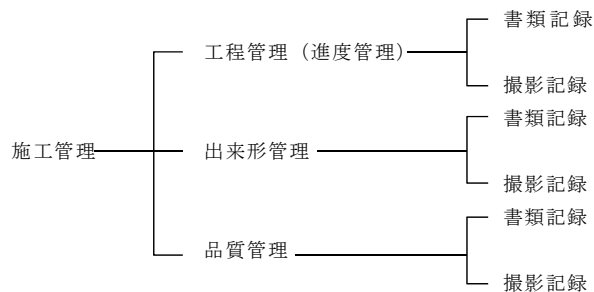 施工管理
工程管理（進度管理）
書類記録
撮影記録
出来形管理
書類記録
撮影記録
品質管理
書類記録
撮影記録